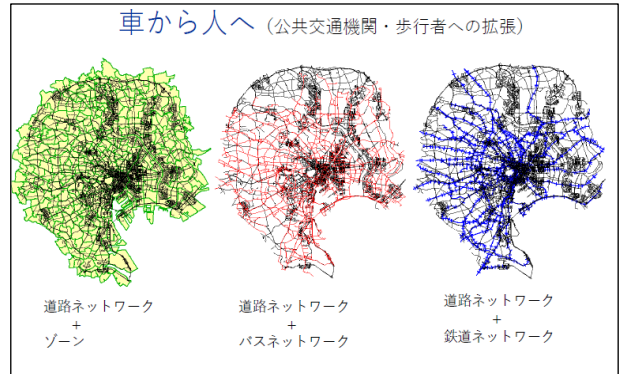 車から人へ（公共交通機関・歩行者への拡張）
道路ネットワーク
+
ゾーン
道路ネットワーク
+
バスネットワーク
道路ネットワーク
+
鉄道ネットワーク